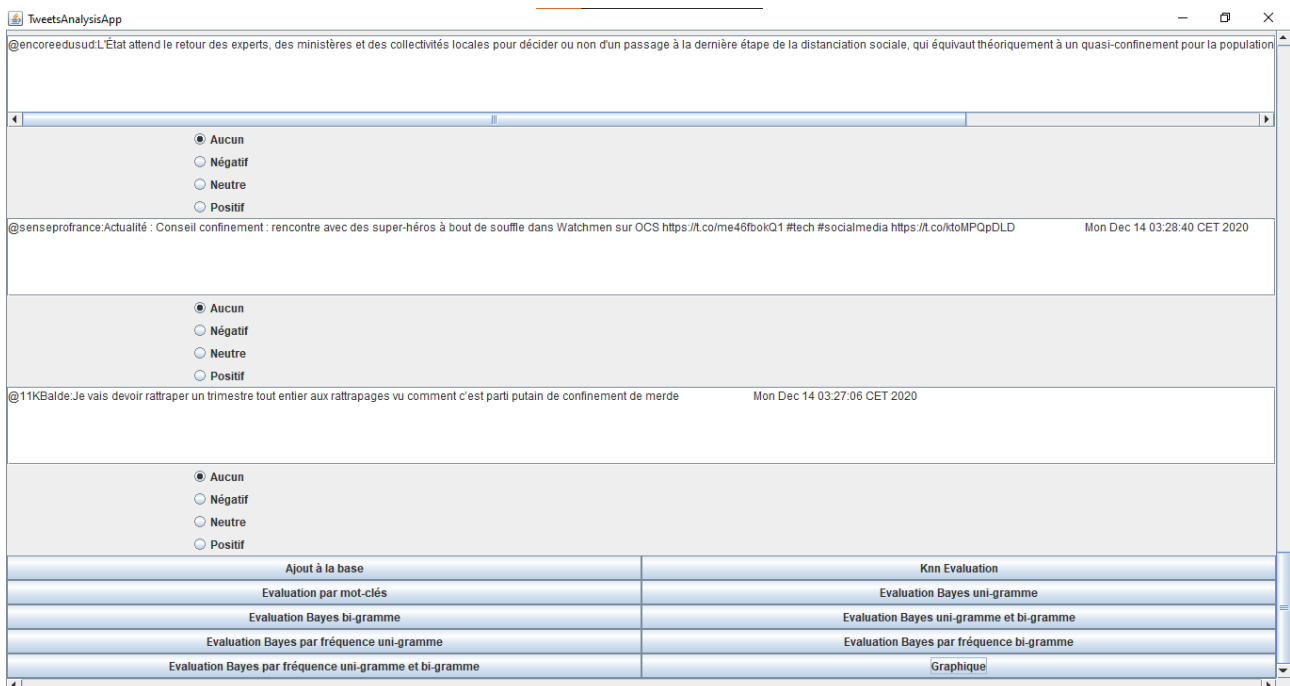 TweetsAnalysisApp
@encoreedusud:L'État attend le retour des experts, des ministères et des collectivités locales pour décider ou non d'un passage à la dernière étape de la distanciation sociale, qui équivaut théoriquement à un quasi-confinement pour la population
Aucun
Négatif
Neutre
Positif
@senseprofrance:Actualité : Conseil confinement : rencontre avec des super-héros à bout de souffle dans Watchmen sur OCS https://t.co/me46fbokQ1 #tech #socialmedia https://t.co/ktoMPQpDLD Mon Dec 14 03:28:40 CET 2020
Aucun
Négatif
Neutre
Positif
@11KBalde:Je vais devoir rattraper un trimestre tout entier aux rattrapages vu comment c'est parti putain de confinement de merde Mon Dec 14 03:27:06 CET 2020
Aucun
Négatif
Neutre
Positif
Ajout à la base Knn Evaluation
Evaluation par mot-clés Evaluation Bayes uni-gramme
Evaluation Bayes bi-gramme Evaluation Bayes uni-gramme et bi-gramme
Evaluation Bayes par fréquence uni-gramme Evaluation Bayes par fréquence bi-gramme
Evaluation Bayes par fréquence uni-gramme et bi-gramme Graphique